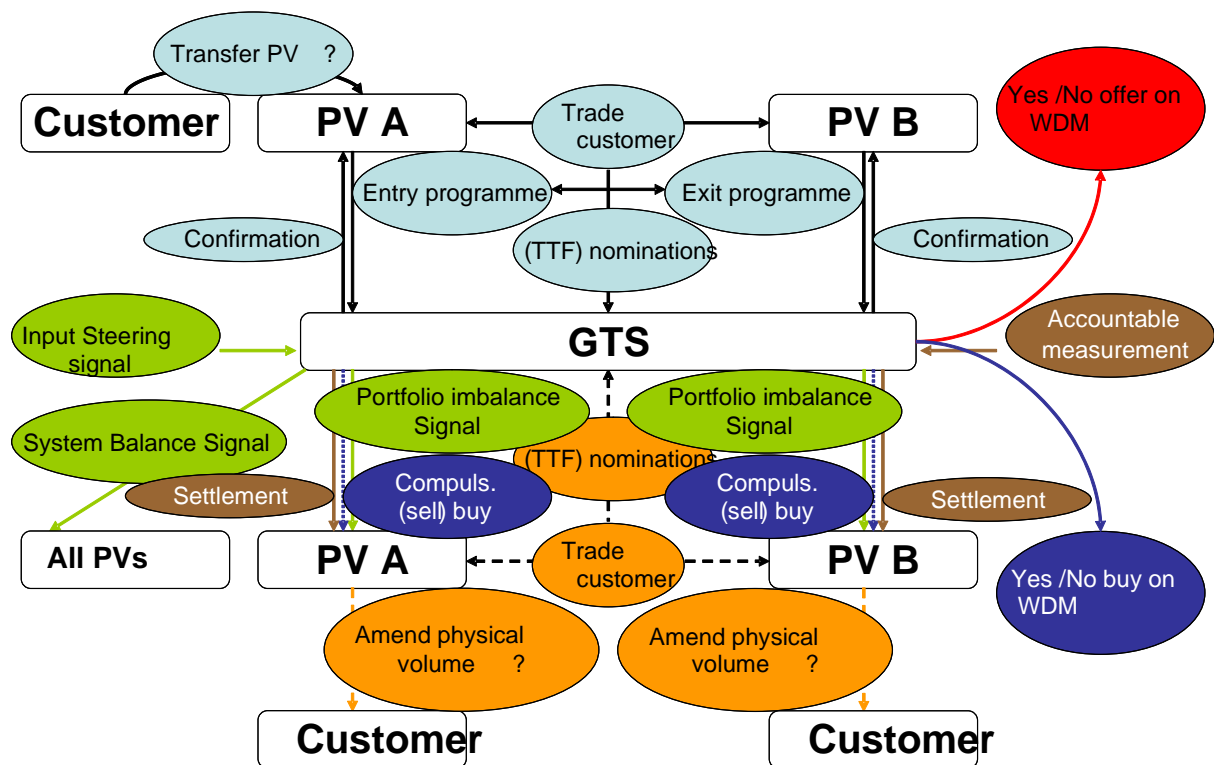 Transfer PV ?
Customer
PV A
Trade
customer
PV B
Yes /No offer on
WDM
Entry programme
Exit programme
Confirmation
(TTF) nominations
Confirmation
Input Steering
signal
GTS
Accountable
measurement
Portfolio imbalance
Signal
Portfolio imbalance
Signal
System Balance Signal
(TTF) nominations
Settlement
Compuls.
(sell) buy
Compuls.
(sell) buy
Settlement
All PVs
PV A
Trade
customer
PV B
Yes /No buy on
WDM
Amend physical
volume ?
Amend physical
volume ?
Customer
Customer